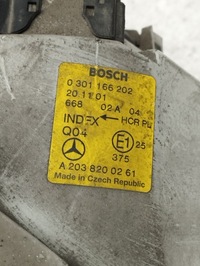 BOSCH
0 301 166 202
20.11.01
668 02-A 04
INDEX ← HCR PL
Q04
E1 25
375
A 203 820 02 61
Made in Czech Republic